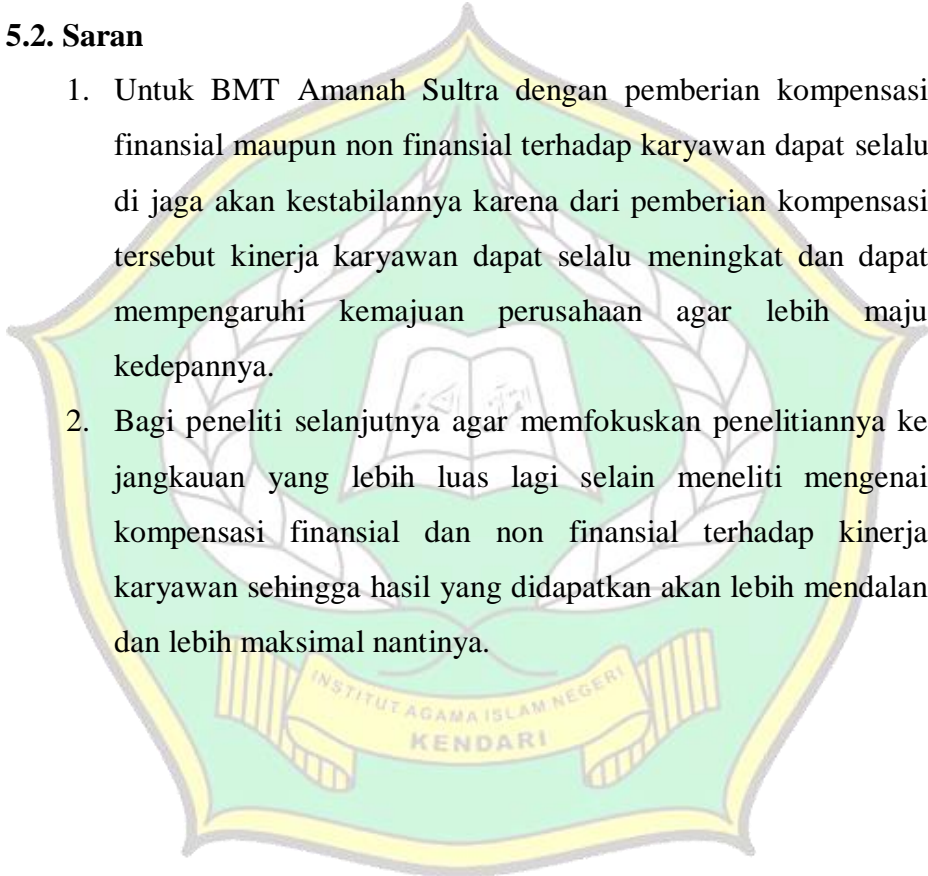 5.2. Saran
1. Untuk BMT Amanah Sultra dengan pemberian kompensasi
finansial maupun non finansial terhadap karyawan dapat selalu
di jaga akan kestabilannya karena dari pemberian kompensasi
tersebut kinerja karyawan dapat selalu meningkat dan dapat
mempengaruhi kemajuan perusahaan agar lebih maju
kedepannya.
2. Bagi peneliti selanjutnya agar memfokuskan penelitiannya ke
jangkauan yang lebih luas lagi selain meneliti mengenai
kompensasi finansial dan non finansial terhadap kinerja
karyawan sehingga hasil yang didapatkan akan lebih mendalan
dan lebih maksimal nantinya.
INSTITUT AGAMA ISLAM NEGERI
KENDARI